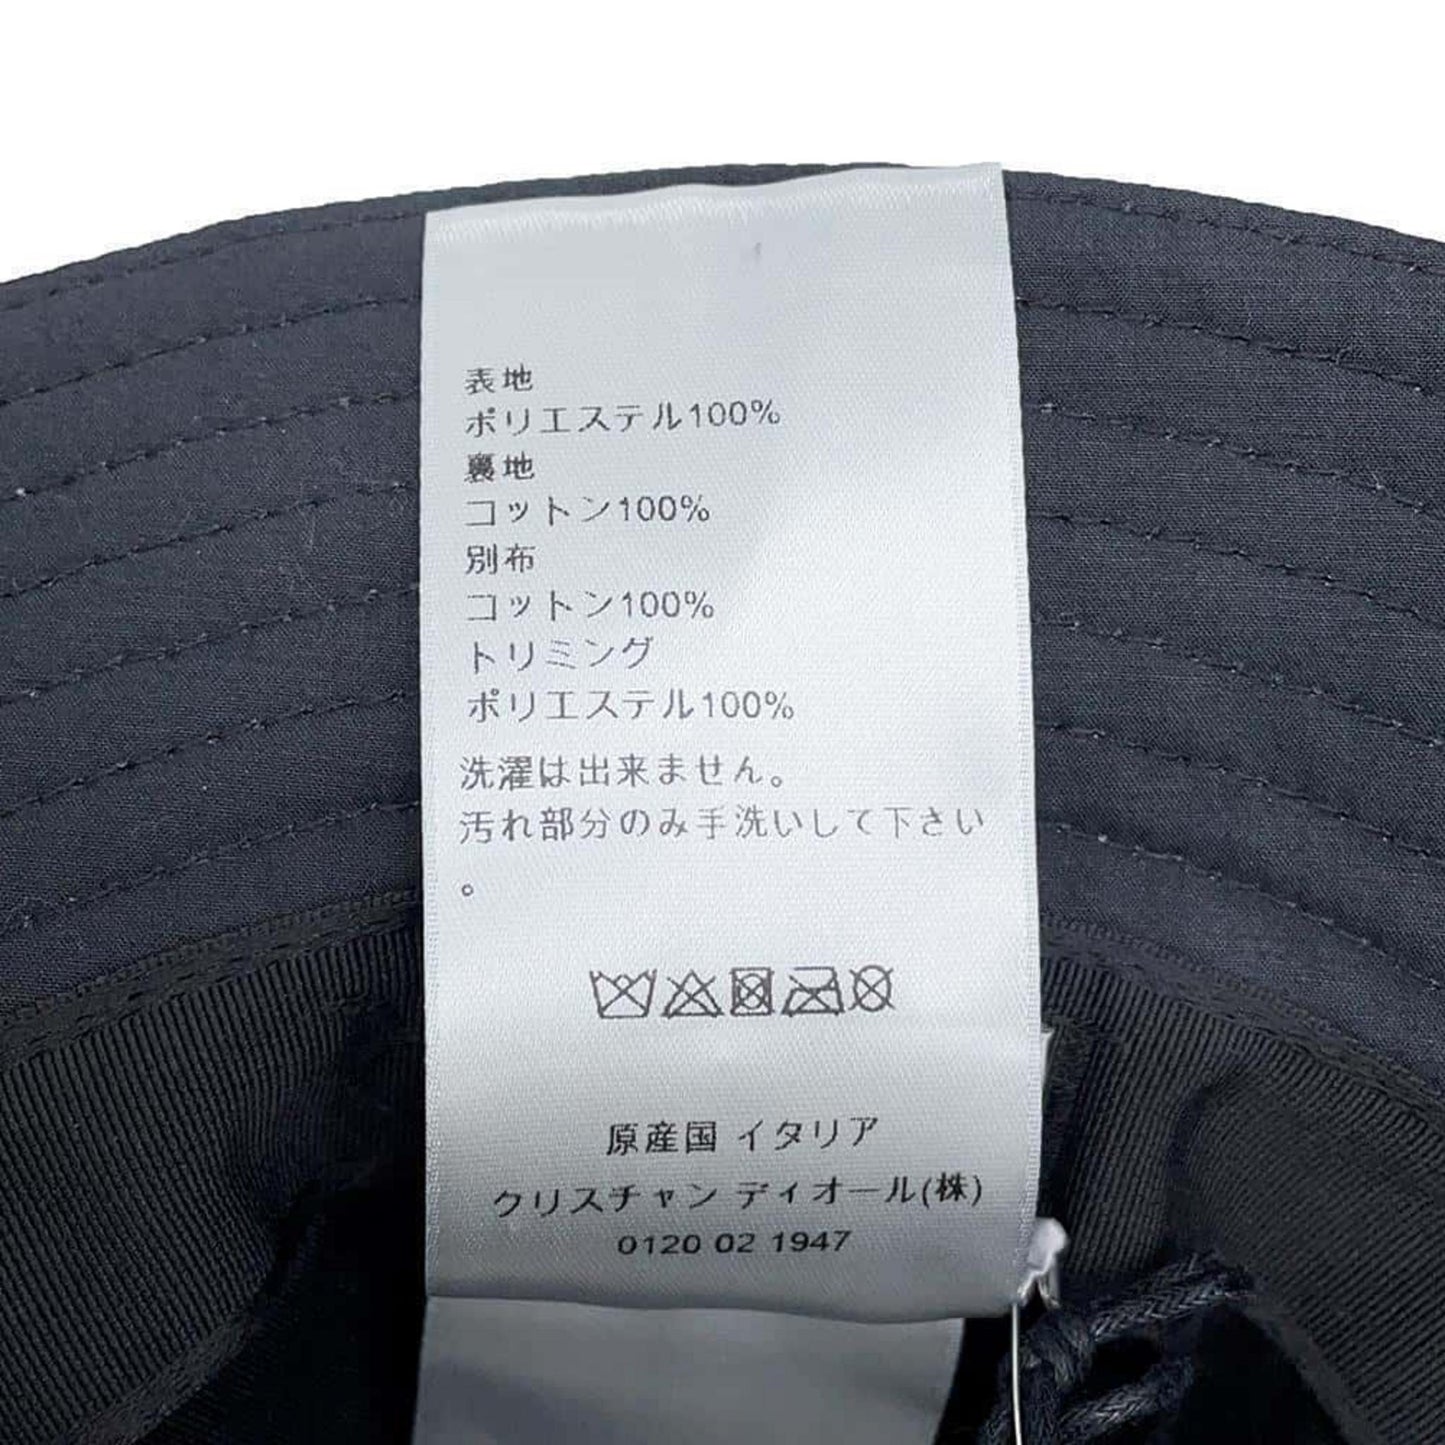 表地
ポリエステル100%
裏地
コットン100%
別布
コットン100%
トリミング
ポリエステル100%
洗濯は出来ません。
汚れ部分のみ手洗いして下さい
。
原産国 イタリア
クリスチャン ディオール(株)
0120 02 1947